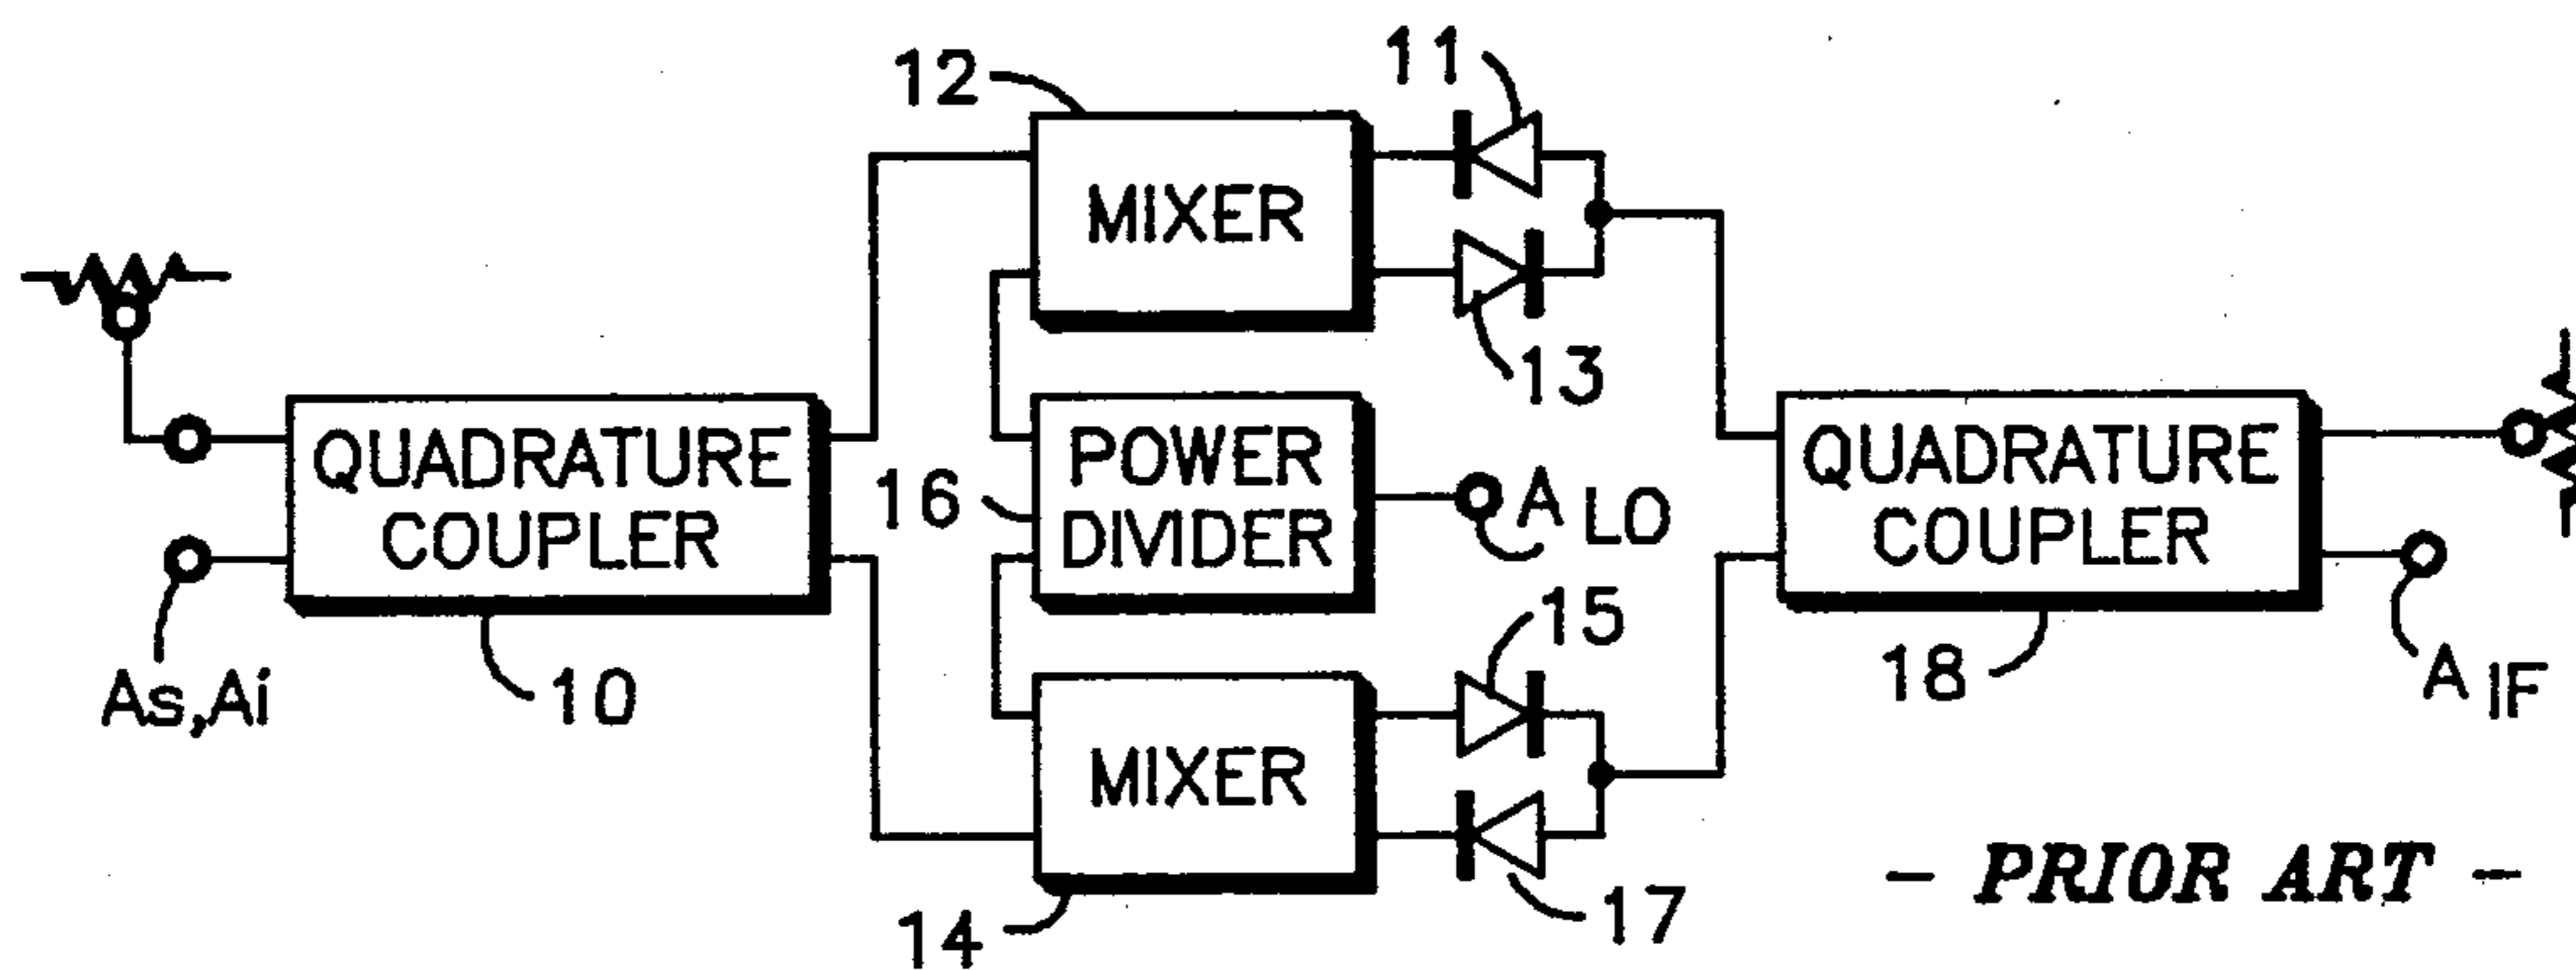 12
11
MIXER
13
QUADRATURE
COUPLER
10
As,Ai
16
POWER
DIVIDER
A LO
QUADRATURE
COUPLER
18
A IF
15
MIXER
14
17
- PRIOR ART -